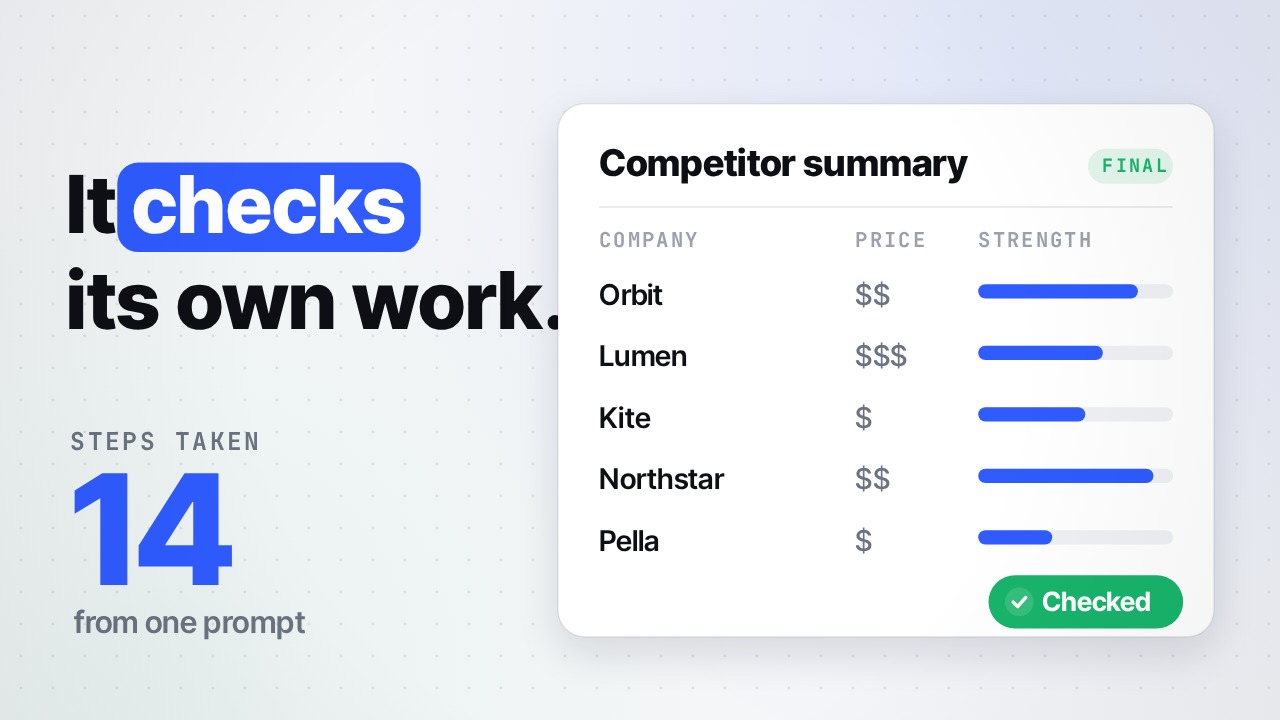 It checks
its own work.
STEPS TAKEN
14
from one prompt
Competitor summary
FINAL
COMPANY PRICE STRENGTH
Orbit $$
Lumen $$$
Kite $
Northstar $$
Pella $
Checked